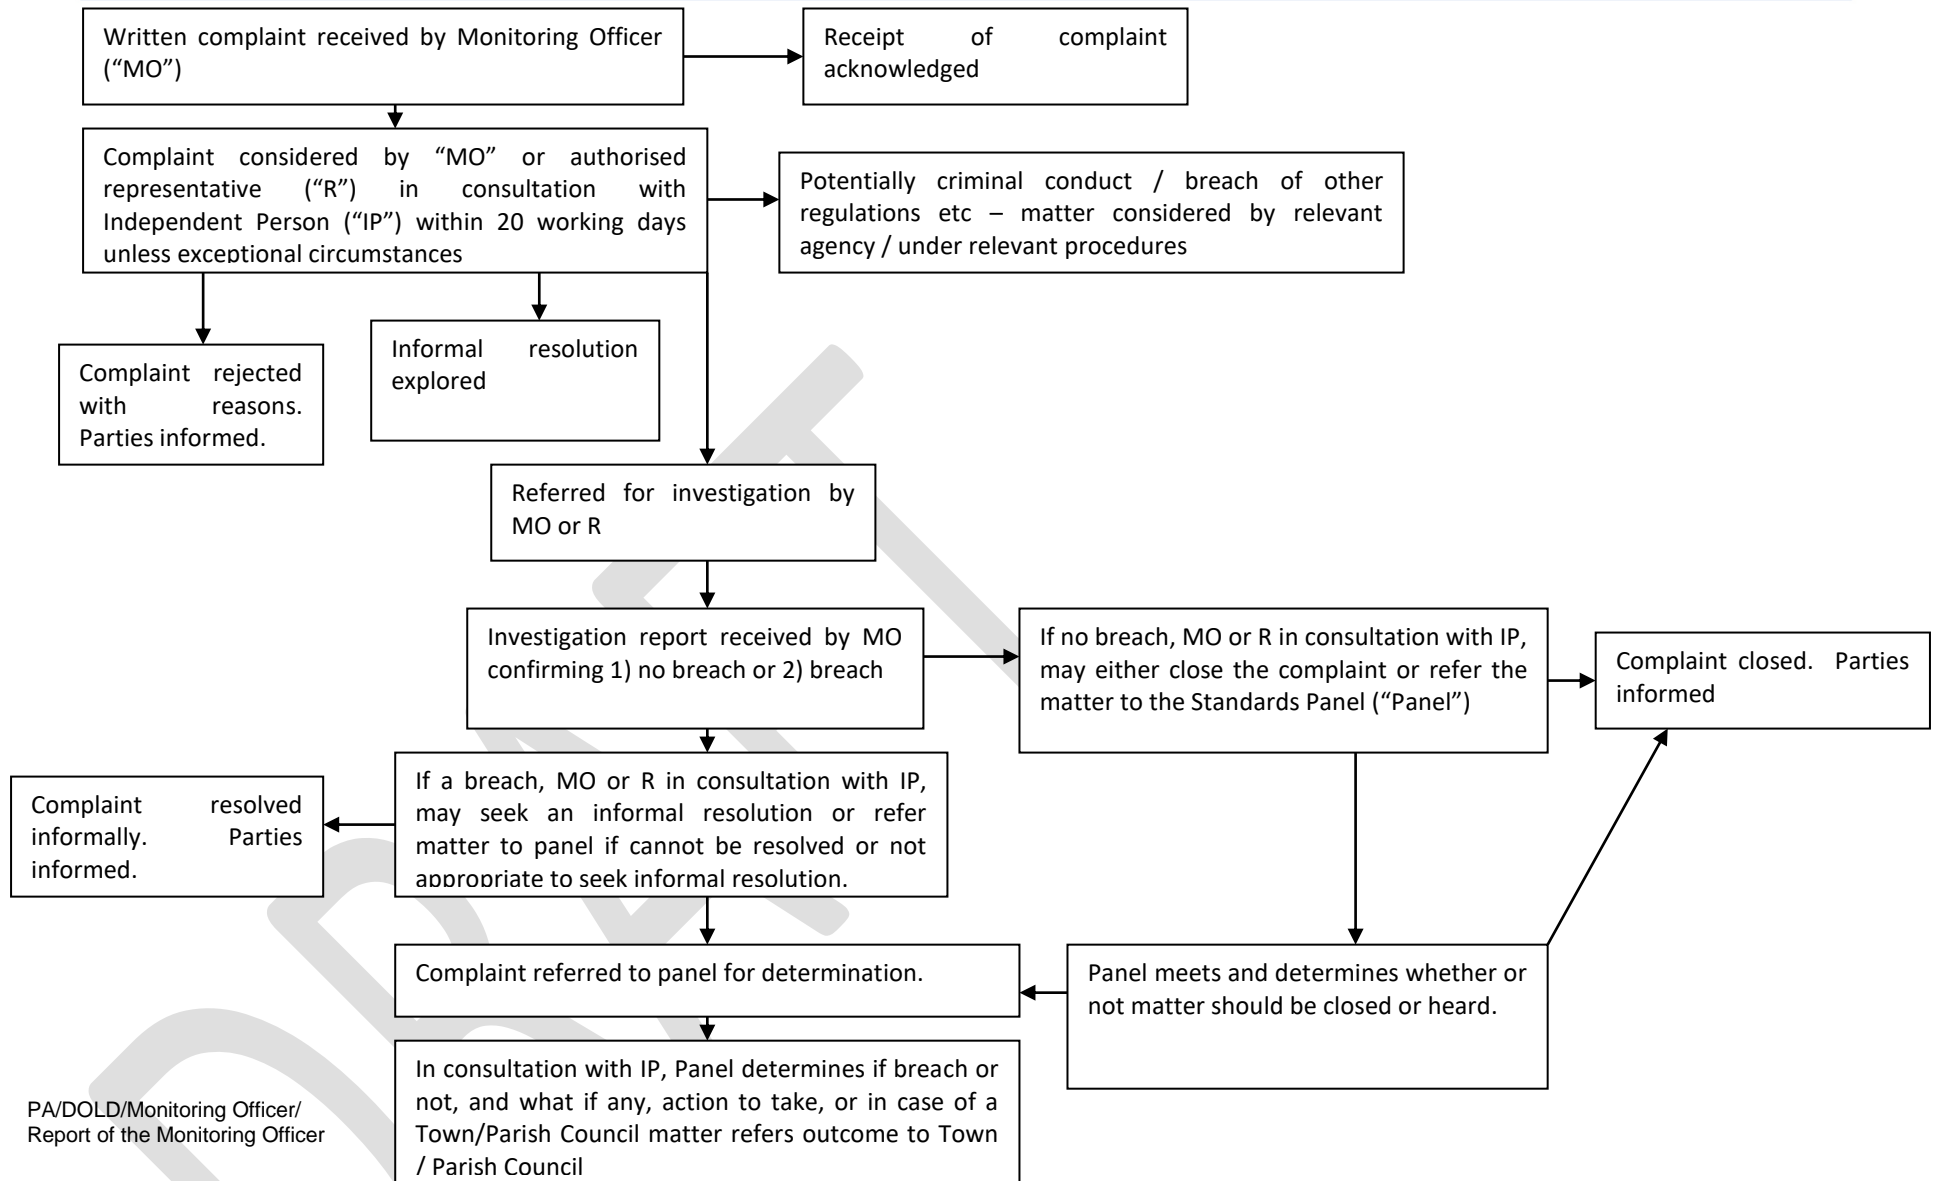 Written complaint received by Monitoring Officer
(“MO”)
Receipt of complaint
acknowledged
Complaint considered by “MO” or authorised
representative (“R”) in consultation with
Independent Person (“IP”) within 20 working days
unless exceptional circumstances
Potentially criminal conduct / breach of other
regulations etc – matter considered by relevant
agency / under relevant procedures
Complaint rejected
with reasons.
Parties informed.
Informal resolution
explored
Referred for investigation by
MO or R
Investigation report received by MO
confirming 1) no breach or 2) breach
If no breach, MO or R in consultation with IP,
may either close the complaint or refer the
matter to the Standards Panel (“Panel”)
Complaint closed. Parties
informed
If a breach, MO or R in consultation with IP,
may seek an informal resolution or refer
matter to panel if cannot be resolved or not
appropriate to seek informal resolution.
Complaint resolved
informally. Parties
informed.
Complaint referred to panel for determination.
Panel meets and determines whether or
not matter should be closed or heard.
In consultation with IP, Panel determines if breach or
not, and what if any, action to take, or in case of a
Town/Parish Council matter refers outcome to Town
/ Parish Council
PA/DOLD/Monitoring Officer/
Report of the Monitoring Officer
DRAFT